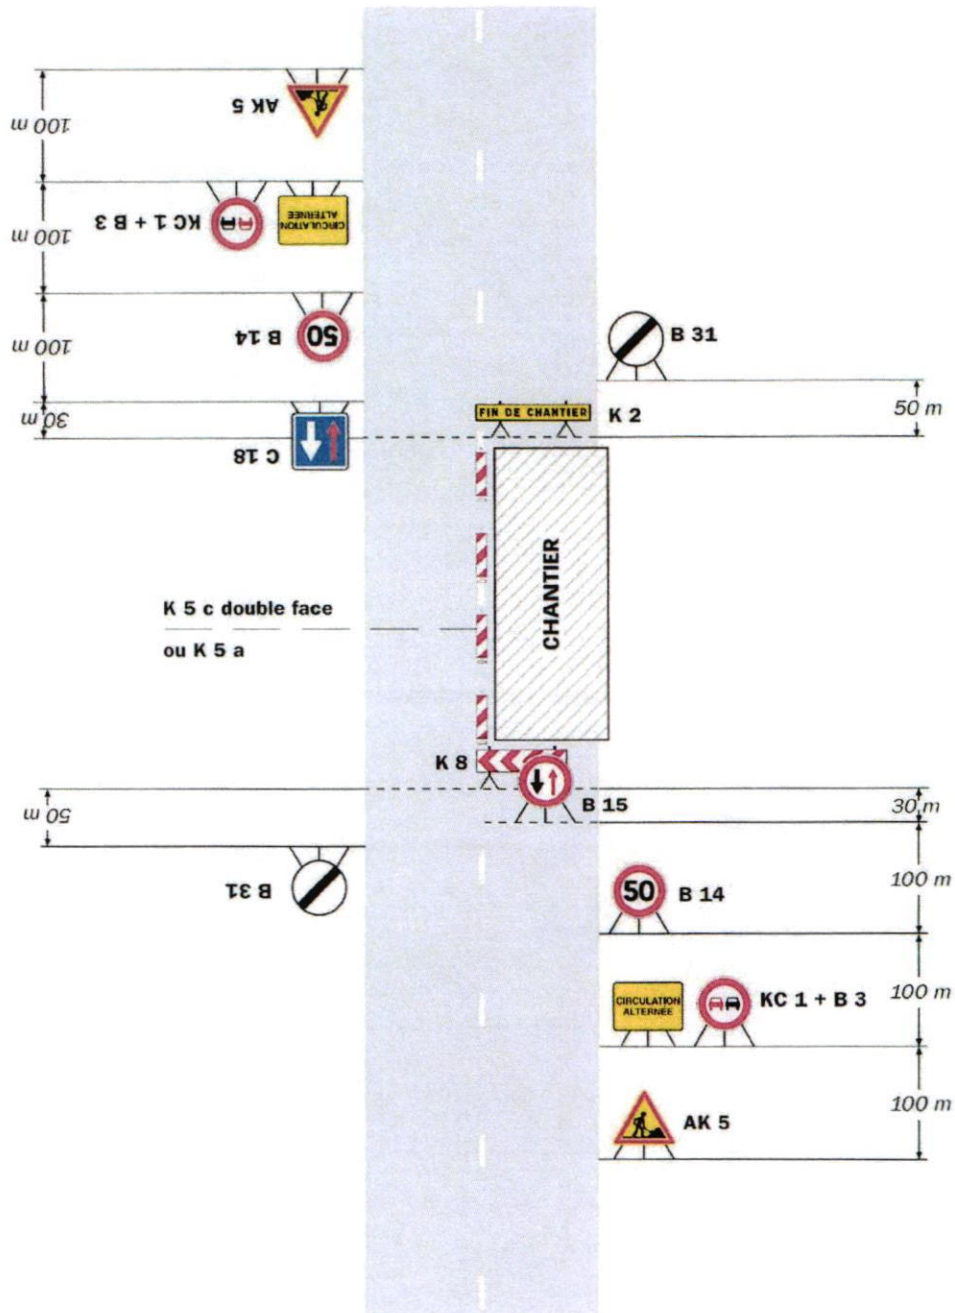 AK 5
100 m
KC 1 + B 3
CIRCULATION
ALTERNÉE
100 m
B 14
50
100 m
C 18
30 m
B 31
50 m
FIN DE CHANTIER
K 2
CHANTIER
K 5 c double face
ou K 5 a
K 8
B 15
30 m
50 m
B 31
50
B 14
100 m
CIRCULATION
ALTERNÉE
KC 1 + B 3
100 m
AK 5
100 m